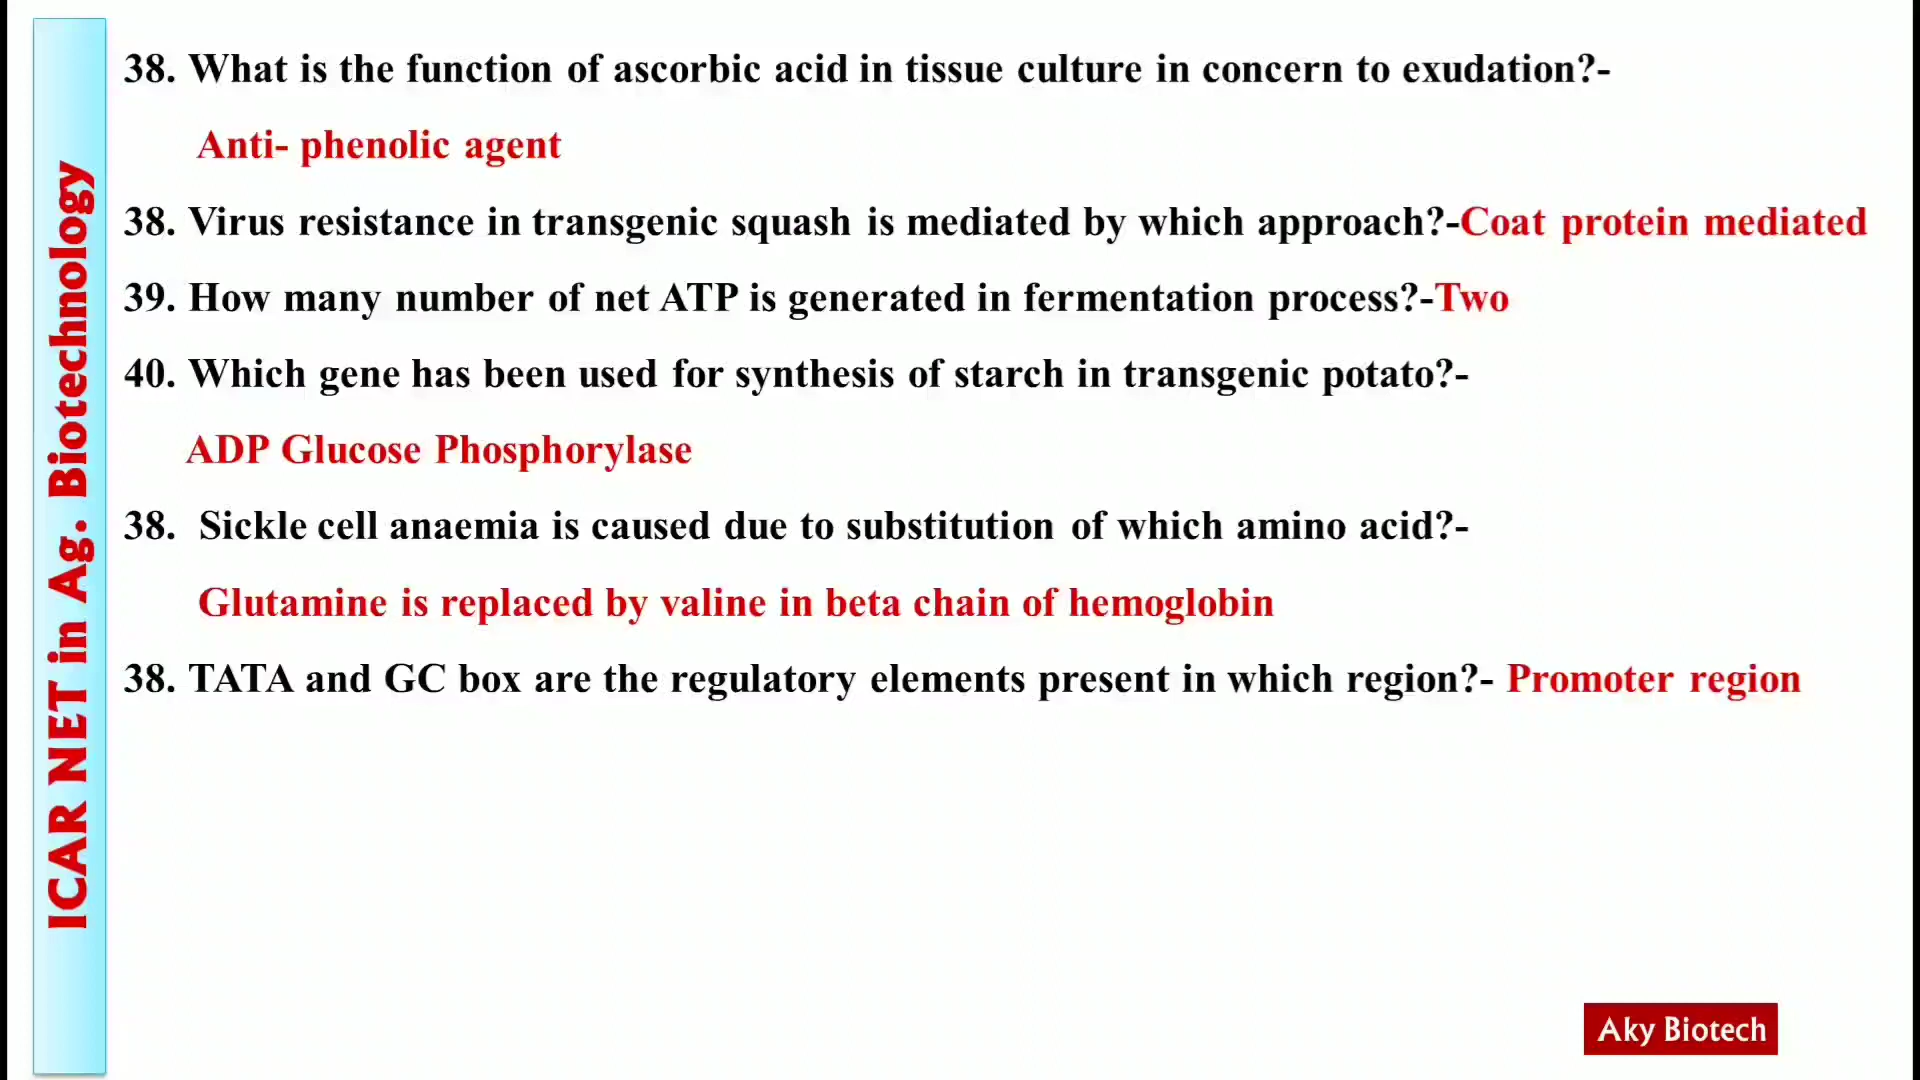 ICAR NET in Ag. Biotechnology
38. What is the function of ascorbic acid in tissue culture in concern to exudation?-
Anti- phenolic agent
38. Virus resistance in transgenic squash is mediated by which approach?-Coat protein mediated
39. How many number of net ATP is generated in fermentation process?-Two
40. Which gene has been used for synthesis of starch in transgenic potato?-
ADP Glucose Phosphorylase
38. Sickle cell anaemia is caused due to substitution of which amino acid?-
Glutamine is replaced by valine in beta chain of hemoglobin
38. TATA and GC box are the regulatory elements present in which region?- Promoter region
Aky Biotech